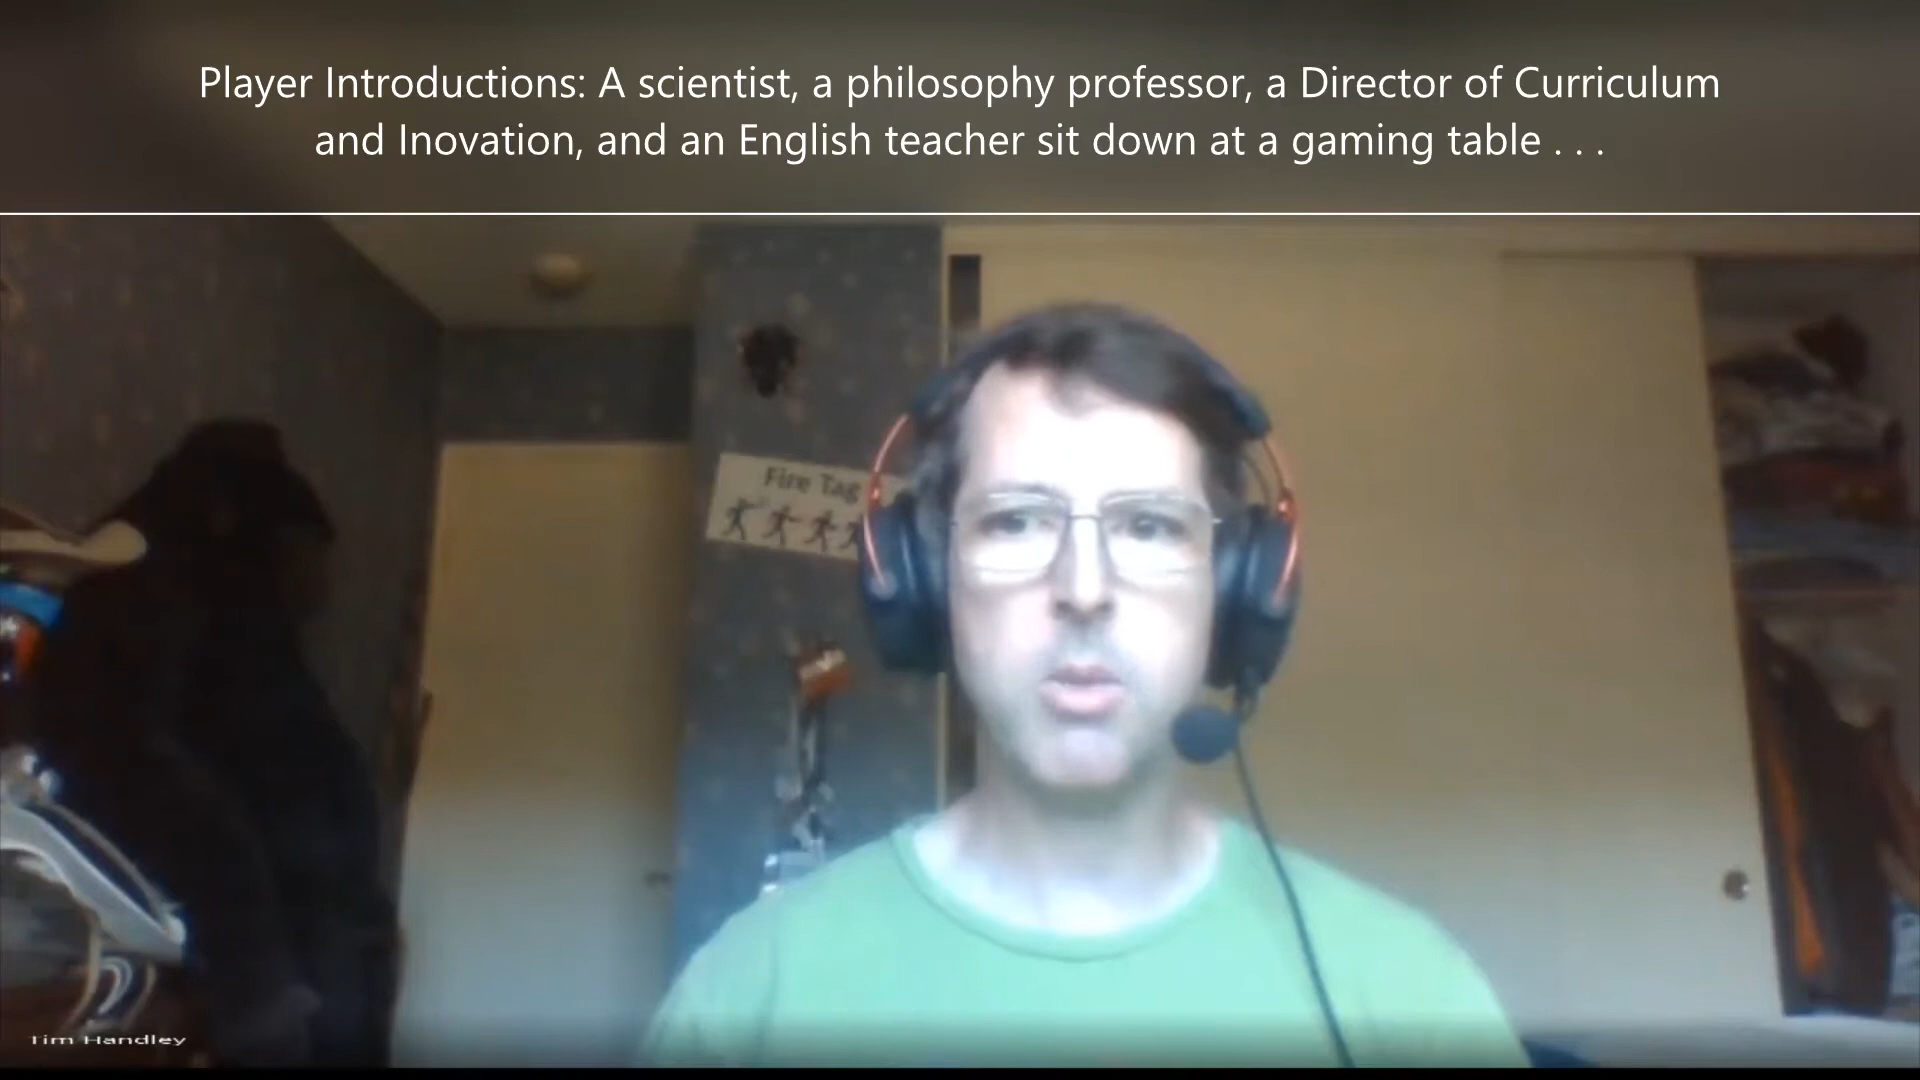 Player Introductions: A scientist, a philosophy professor, a Director of Curriculum
and Inovation, and an English teacher sit down at a gaming table . . .
Fire Tag
Tim Handley